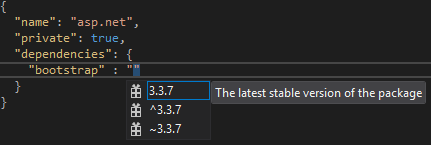 {
"name": "asp.net",
"private": true,
"dependencies": {
"bootstrap" : ""
3.3.7 The latest stable version of the package
} ^3.3.7
} ~3.3.7